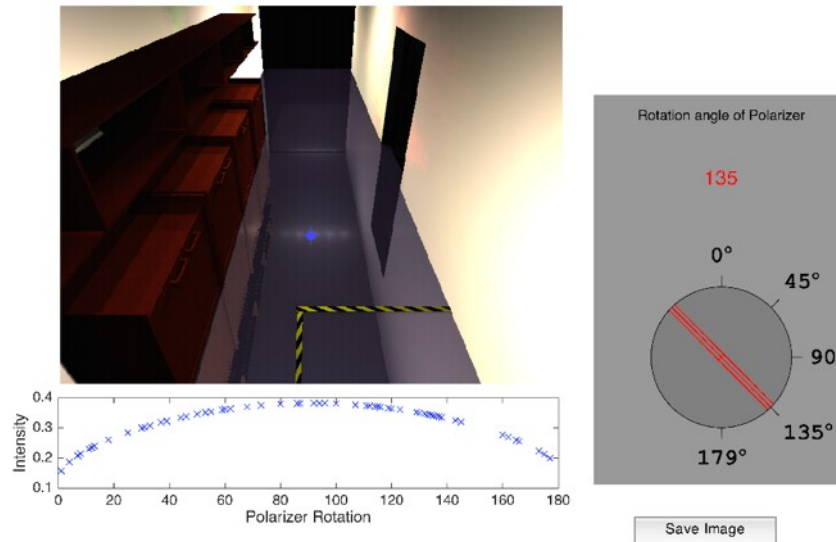 Rotation angle of Polarizer
135
0°
45°
90
135°
179°
0.4
0.3
0.2
0.1
Intensity
0 20 40 60 80 100 120 140 160 180
Polarizer Rotation
Save Image